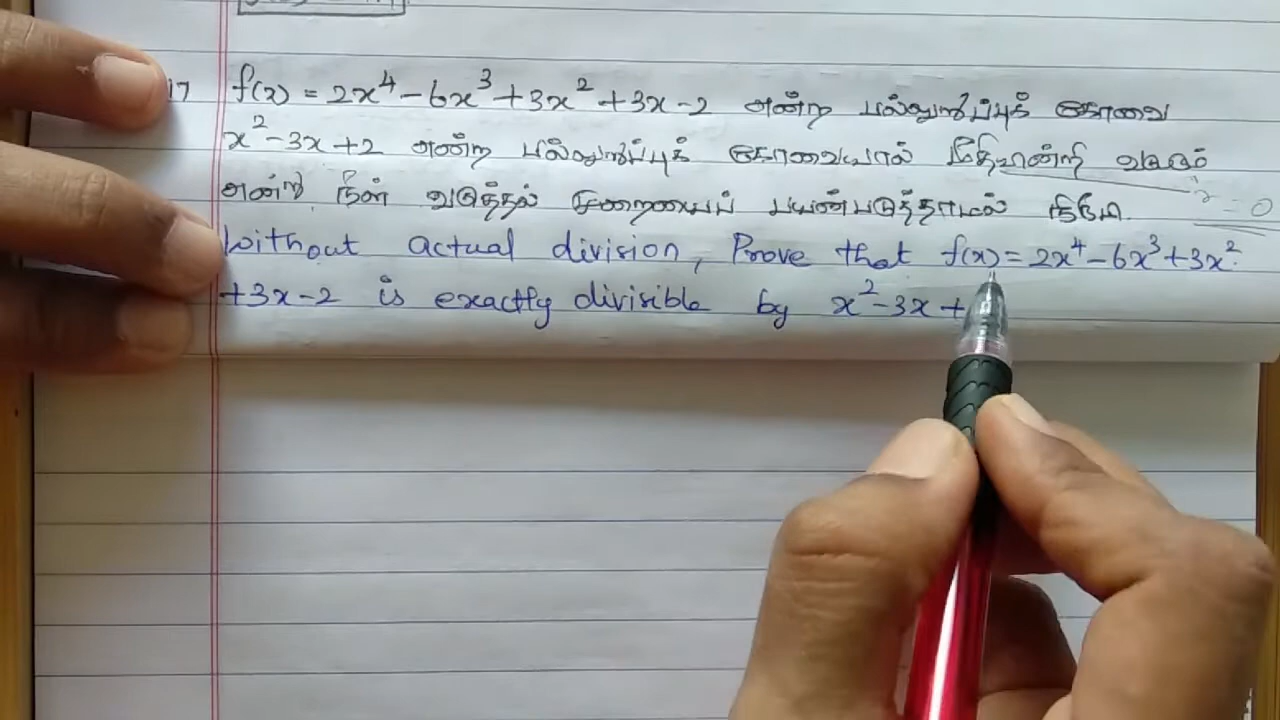 17 f(x) = 2x⁴ - 6x³ + 3x² + 3x - 2 என்ற பல்லுறுப்புக் கோவை
x² - 3x + 2 என்ற பல்லுறுப்புக் கோவையால் மீதியின்றி வகுபடும்
என நீள் வகுத்தல் முறையைப் பயன்படுத்தாமல் நிரூபி = 0
Without actual division, Prove that f(x) = 2x⁴ - 6x³ + 3x²
+3x - 2 is exactly divisible by x² - 3x +